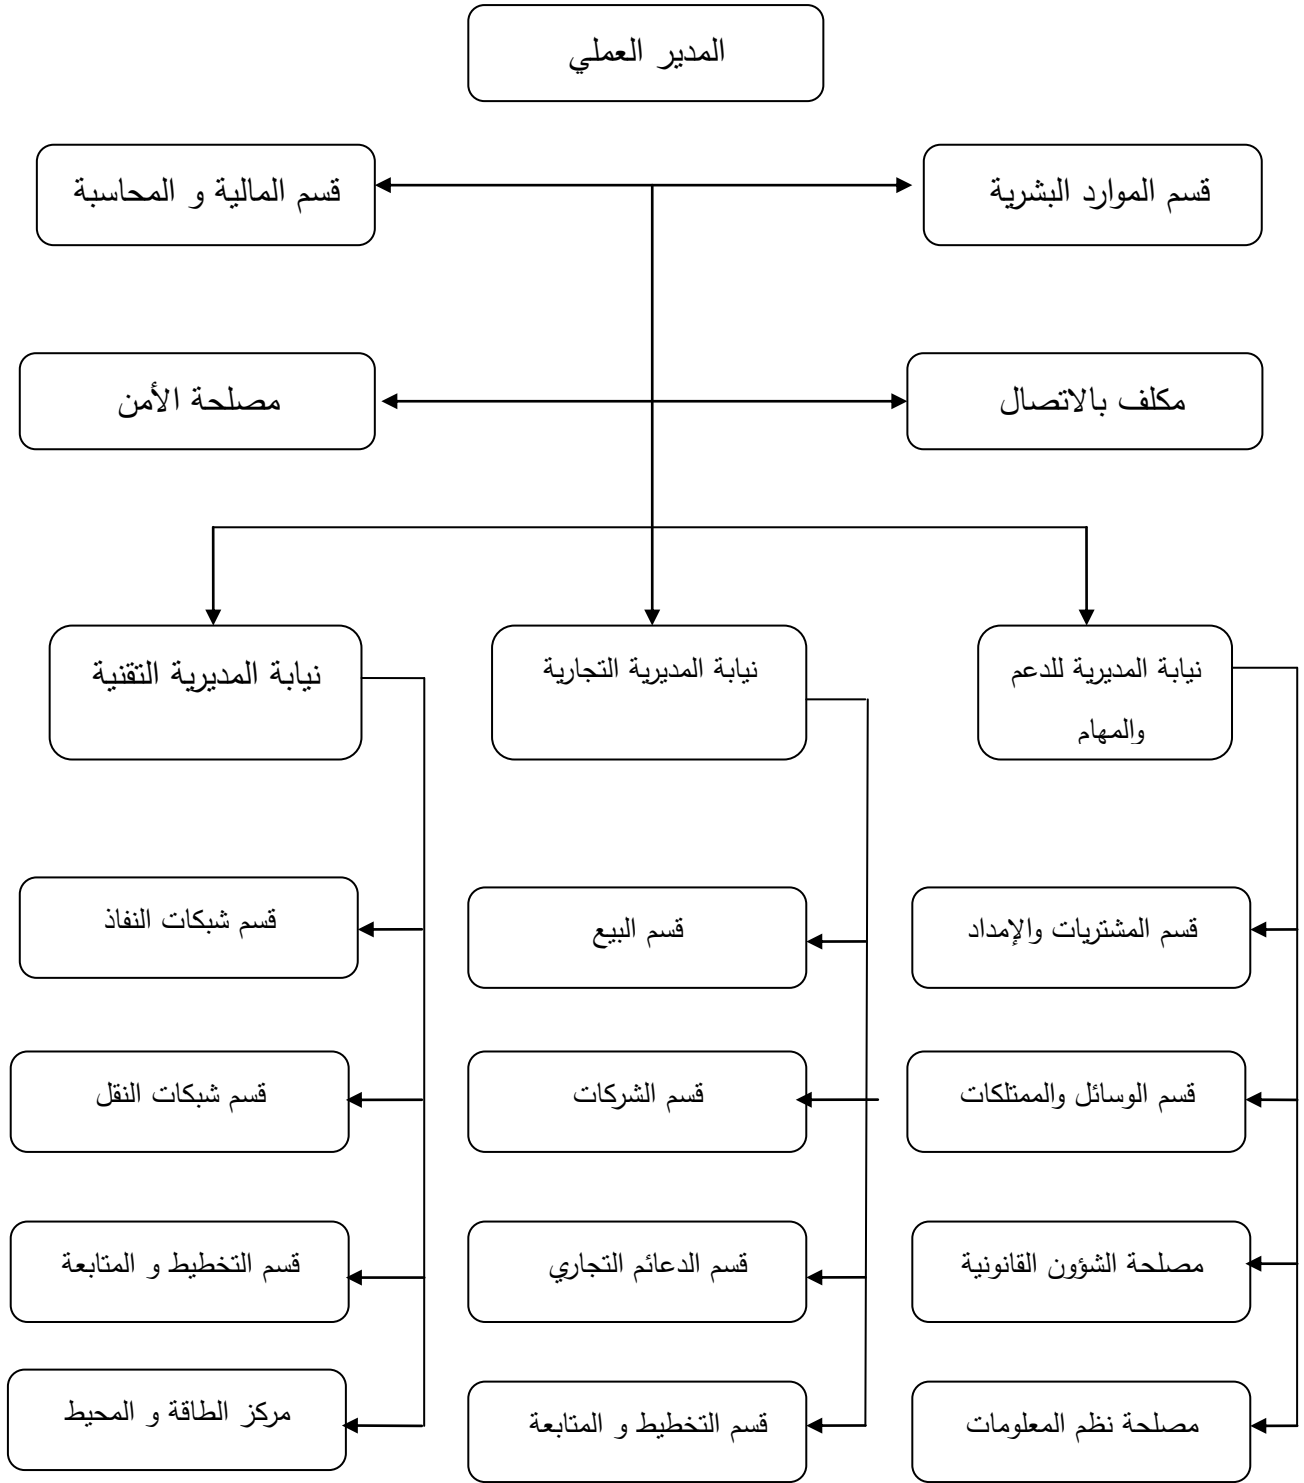 المدير العملي
قسم الموارد البشرية
قسم المالية و المحاسبة
مكلف بالاتصال
مصلحة الأمن
نيابة المديرية للدعم
والمهام
نيابة المديرية التجارية
نيابة المديرية التقنية
قسم المشتريات والإمداد
قسم البيع
قسم شبكات النفاذ
قسم الوسائل والممتلكات
قسم الشركات
قسم شبكات النقل
مصلحة الشؤون القانونية
قسم الدعائم التجاري
قسم التخطيط و المتابعة
مصلحة نظم المعلومات
قسم التخطيط و المتابعة
مركز الطاقة و المحيط